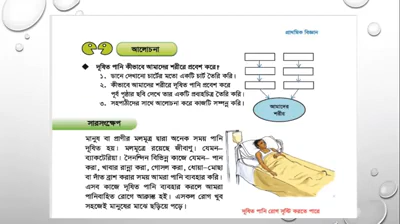 প্রাথমিক বিজ্ঞান
আলোচনা
দূষিত পানি কীভাবে আমাদের শরীরে প্রবেশ করে?
১. ডানে দেখানো চার্টের মতো একটি চার্ট তৈরি করি।
২. কীভাবে আমাদের শরীরে দূষিত পানি প্রবেশ করে
পূর্ব পৃষ্ঠার ছবি দেখে তার একটি প্রবাহচিত্র তৈরি করি।
৩. সহপাঠীদের সাথে আলোচনা করে কাজটি সম্পন্ন করি।
আমাদের
শরীর
সারসংক্ষেপ
মানুষ বা প্রাণীর মলমূত্র দ্বারা অনেক সময় পানি
দূষিত হয়। মলমূত্রে রয়েছে জীবাণু। যেমন–
ব্যাকটেরিয়া। দৈনন্দিন বিভিন্ন কাজে যেমন– পান
করা, খাবার রান্না করা, গোসল করা, ধোয়া–মোছা
বা দাঁত ব্রাশ করার সময় আমরা পানি ব্যবহার করি।
এসব কাজে দূষিত পানি ব্যবহার করলে আমরা
পানিবাহিত রোগে আক্রান্ত হই। এসকল রোগ খুব
সহজেই মানুষের মাঝে ছড়িয়ে পড়ে।
দূষিত পানি রোগ সৃষ্টি করতে পারে